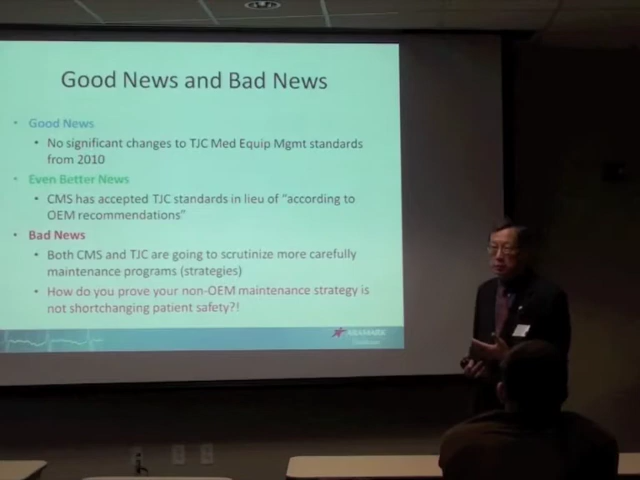 Good News and Bad News
• Good News
• No significant changes to TJC Med Equip Mgmt standards
from 2010
• Even Better News
• CMS has accepted TJC standards in lieu of "according to
OEM recommendations"
• Bad News
• Both CMS and TJC are going to scrutinize more carefully
maintenance programs (strategies)
• How do you prove your non-OEM maintenance strategy is
not shortchanging patient safety?!
ARAMARK